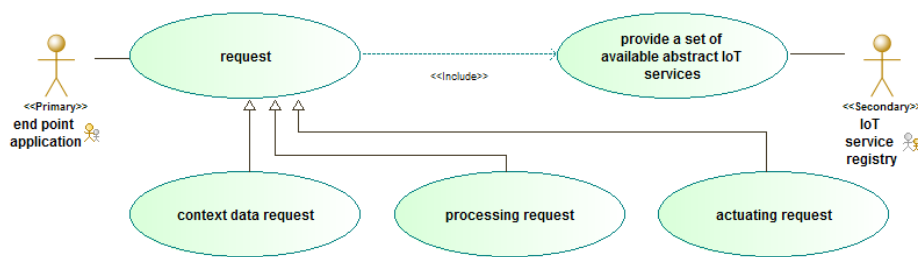 request
provide a set of
available abstract IoT
services
<<Include>>
<<Primary>>
end point
application
<<Secondary>>
IoT
service
registry
context data request
processing request
actuating request